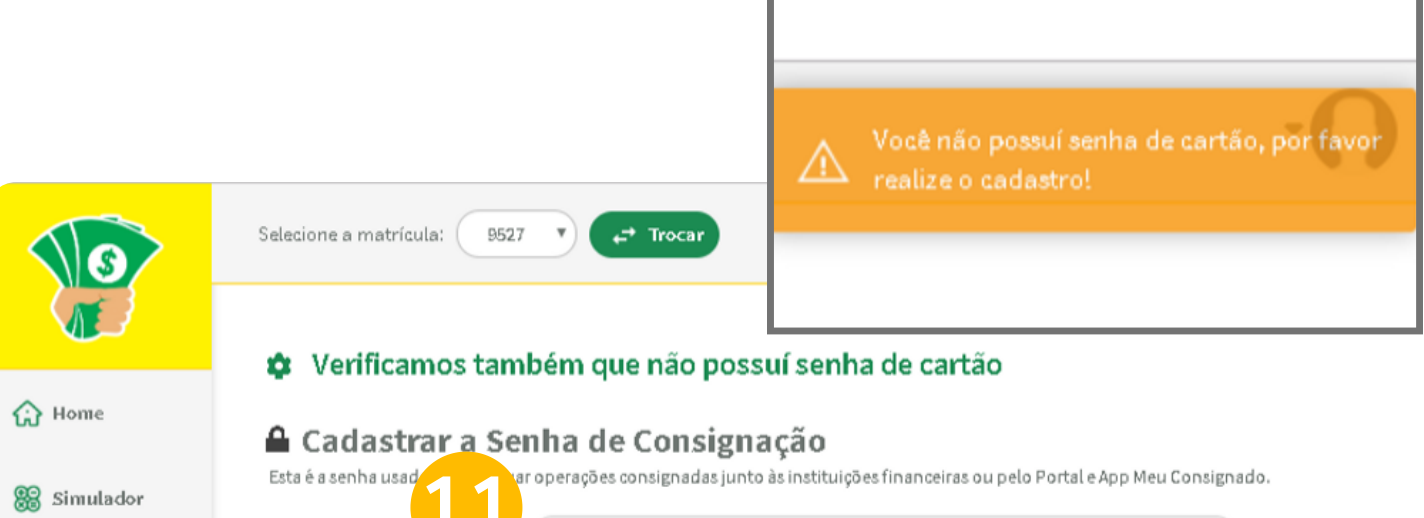 Você não possuí senha de cartão, por favor
realize o cadastro!
$
Selecione a matrícula: 9527 Trocar
Verificamos também que não possuí senha de cartão
Home
Cadastrar a Senha de Consignação
Esta é a senha ar operações consignadas junto às instituições financeiras ou pelo Portal e App Meu Consignado.
11
Simulador